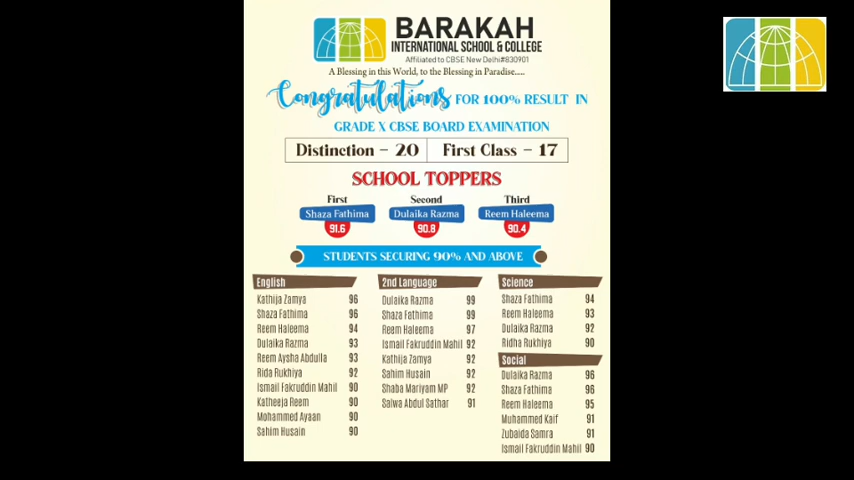 BARAKAH
INTERNATIONAL SCHOOL & COLLEGE
Affiliated to CBSE New Delhi#830901
A Blessing in this World, to the Blessing in Paradise.....
Congratulations FOR 100% RESULT IN
GRADE X CBSE BOARD EXAMINATION
Distinction - 20 First Class - 17
SCHOOL TOPPERS
First Second Third
Shaza Fathima Dulaika Razma Reem Haleema
91.6 90.8 90.4
STUDENTS SECURING 90% AND ABOVE
English
Kathija Zamya 96
Shaza Fathima 96
Reem Haleema 94
Dulaika Razma 93
Reem Aysha Abdulla 93
Rida Rukhiya 92
Ismail Fakruddin Mahil 90
Katheeja Reem 90
Mohammed Ayaan 90
Sahim Husain 90
2nd Language
Dulaika Razma 99
Shaza Fathima 99
Reem Haleema 97
Ismail Fakruddin Mahil 92
Kathija Zamya 92
Sahim Husain 92
Shaba Mariyam MP 92
Salwa Abdul Sathar 91
Science
Shaza Fathima 94
Reem Haleema 93
Dulaika Razma 92
Ridha Rukhiya 90
Social
Dulaika Razma 96
Shaza Fathima 96
Reem Haleema 95
Muhammed Kaif 91
Zubaida Samra 91
Ismail Fakruddin Mahil 90